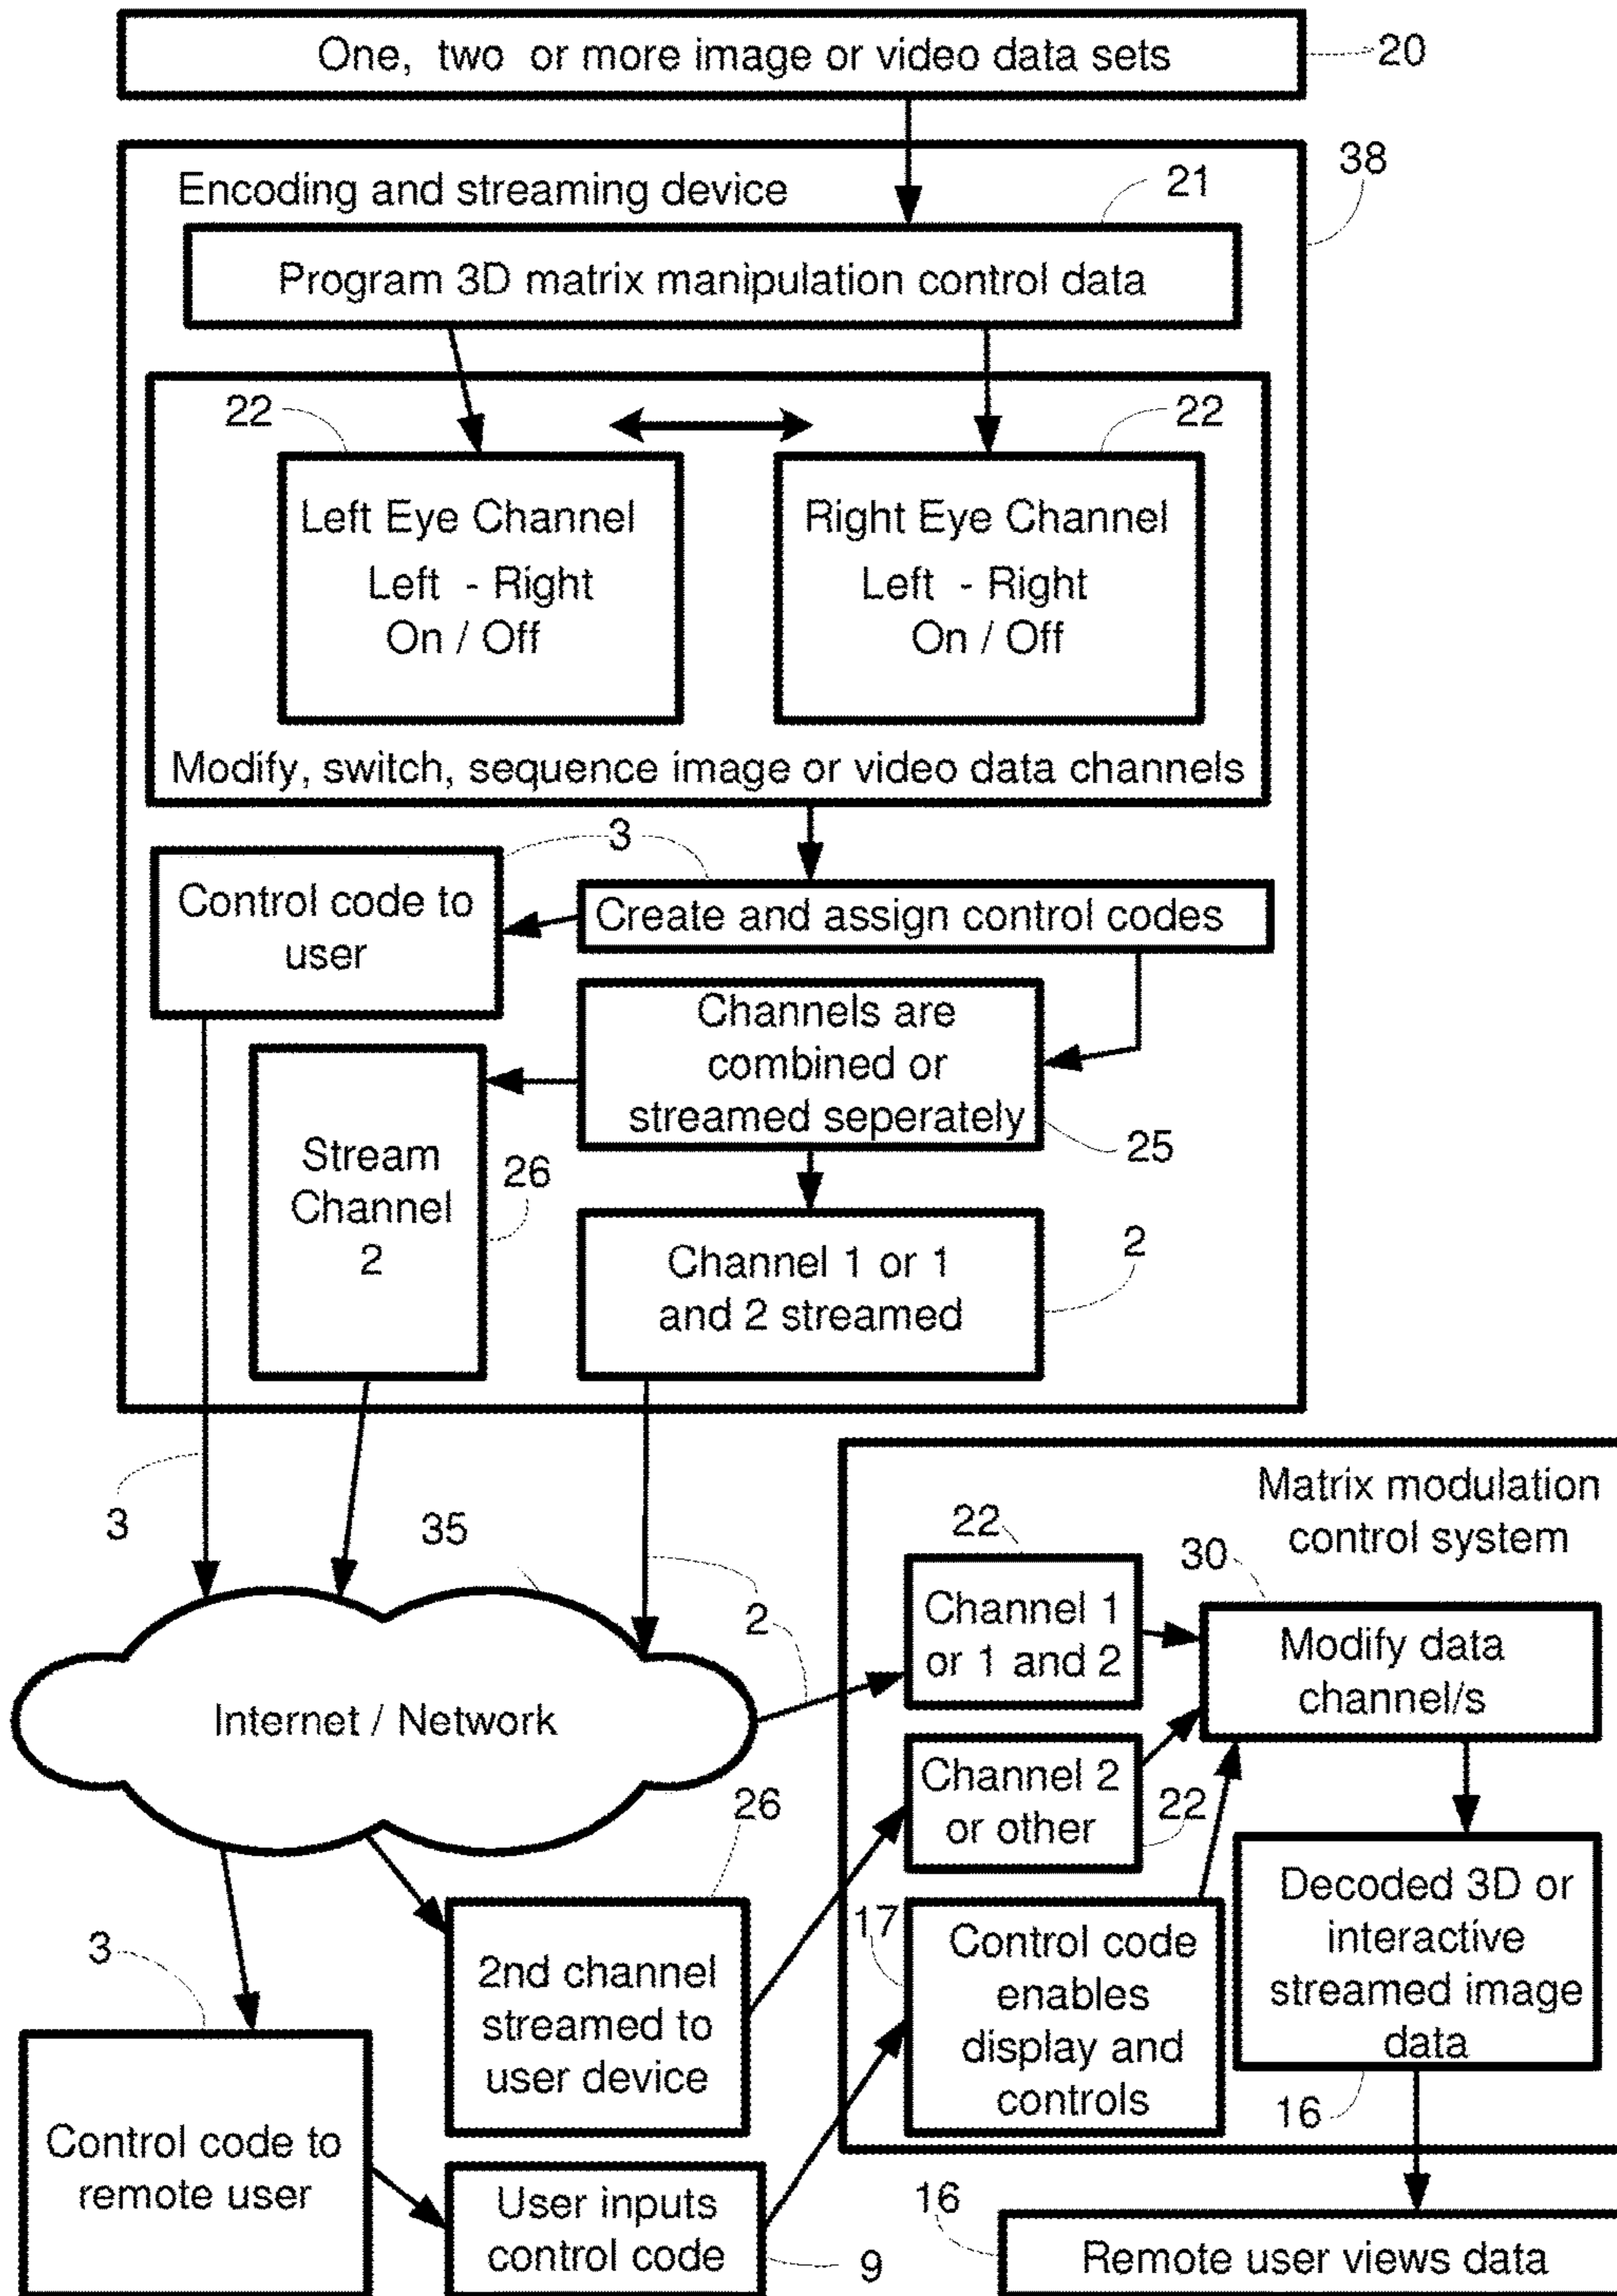 One, two or more image or video data sets
20
38
Encoding and streaming device
21
Program 3D matrix manipulation control data
22
22
Left Eye Channel
Left - Right
On / Off
Right Eye Channel
Left - Right
On / Off
Modify, switch, sequence image or video data channels
3
Control code to
user
Create and assign control codes
Channels are
combined or
streamed seperately
25
Stream
Channel
2
26
Channel 1 or 1
and 2 streamed
2
3
35
2
Internet / Network
Matrix modulation
control system
22
30
Channel 1
or 1 and 2
Modify data
channel/s
Channel 2
or other
22
26
17
2nd channel
streamed to
user device
Control code
enables
display and
controls
Decoded 3D or
interactive
streamed image
data
16
3
Control code to
remote user
User inputs
control code
9
16
Remote user views data